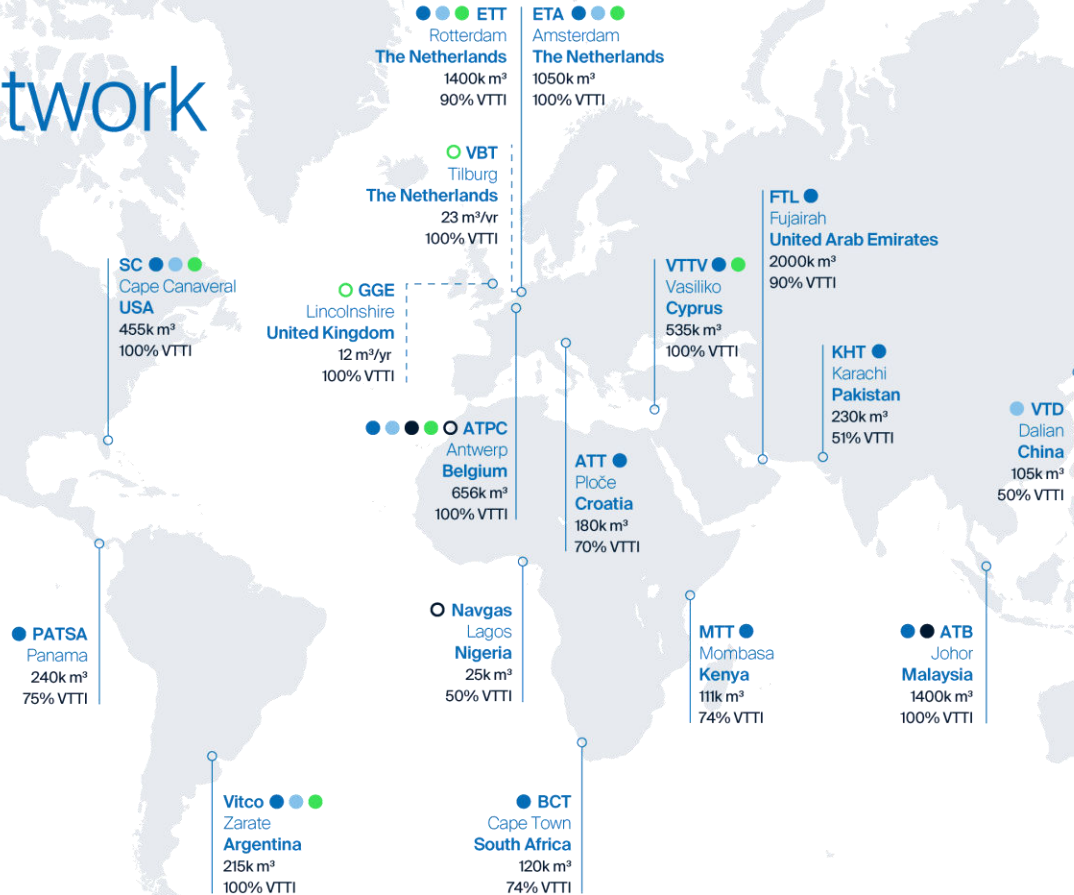 twork
ETT
Rotterdam
The Netherlands
1400k m³
90% VTTI
ETA
Amsterdam
The Netherlands
1050k m³
100% VTTI
VBT
Tilburg
The Netherlands
23 m³/yr
100% VTTI
FTL
Fujairah
United Arab Emirates
2000k m³
90% VTTI
SC
Cape Canaveral
USA
455k m³
100% VTTI
GGE
Lincolnshire
United Kingdom
12 m³/yr
100% VTTI
VTTV
Vasiliko
Cyprus
535k m³
100% VTTI
KHT
Karachi
Pakistan
230k m³
51% VTTI
VTD
Dalian
China
105k m³
50% VTTI
ATPC
Antwerp
Belgium
656k m³
100% VTTI
ATT
Ploče
Croatia
180k m³
70% VTTI
PATSA
Panama
240k m³
75% VTTI
Navgas
Lagos
Nigeria
25k m³
50% VTTI
MTT
Mombasa
Kenya
111k m³
74% VTTI
ATB
Johor
Malaysia
1400k m³
100% VTTI
Vitco
Zarate
Argentina
215k m³
100% VTTI
BCT
Cape Town
South Africa
120k m³
74% VTTI